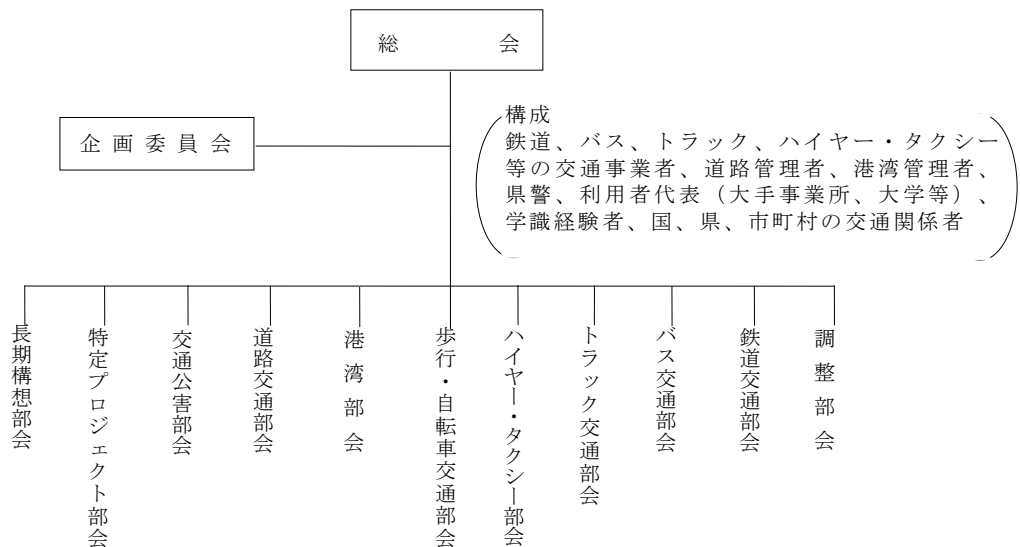 総　会
企画委員会
構成
鉄道、バス、トラック、ハイヤー・タクシー
等の交通事業者、道路管理者、港湾管理者、
県警、利用者代表（大手事業所、大学等）、
学識経験者、国、県、市町村の交通関係者
調整部会
鉄道交通部会
バス交通部会
トラック交通部会
ハイヤー・タクシー部会
歩行・自転車交通部会
港湾部会
道路交通部会
交通公害部会
特定プロジェクト部会
長期構想部会